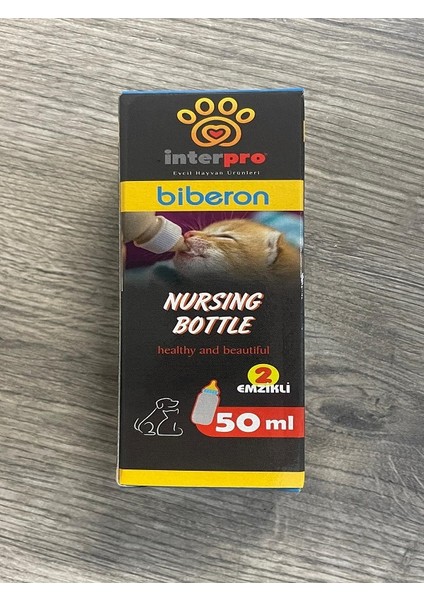 interpro
Evcil Hayvan Ürünleri
biberon
NURSING
BOTTLE
healthy and beautiful
2
EMZİKLİ
50 ml